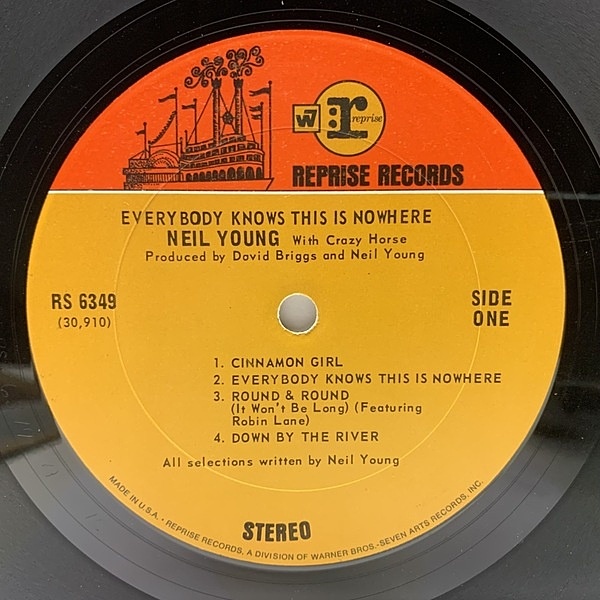 W7 r: reprise
REPRISE RECORDS
EVERYBODY KNOWS THIS IS NOWHERE
NEIL YOUNG With Crazy Horse
Produced by David Briggs and Neil Young
RS 6349
(30,910)
SIDE
ONE
1. CINNAMON GIRL
2. EVERYBODY KNOWS THIS IS NOWHERE
3. ROUND & ROUND
(It Won't Be Long) (Featuring
Robin Lane)
4. DOWN BY THE RIVER
All selections written by Neil Young
STEREO
MADE IN U.S.A. • REPRISE RECORDS, A DIVISION OF WARNER BROS.-SEVEN ARTS RECORDS, INC.